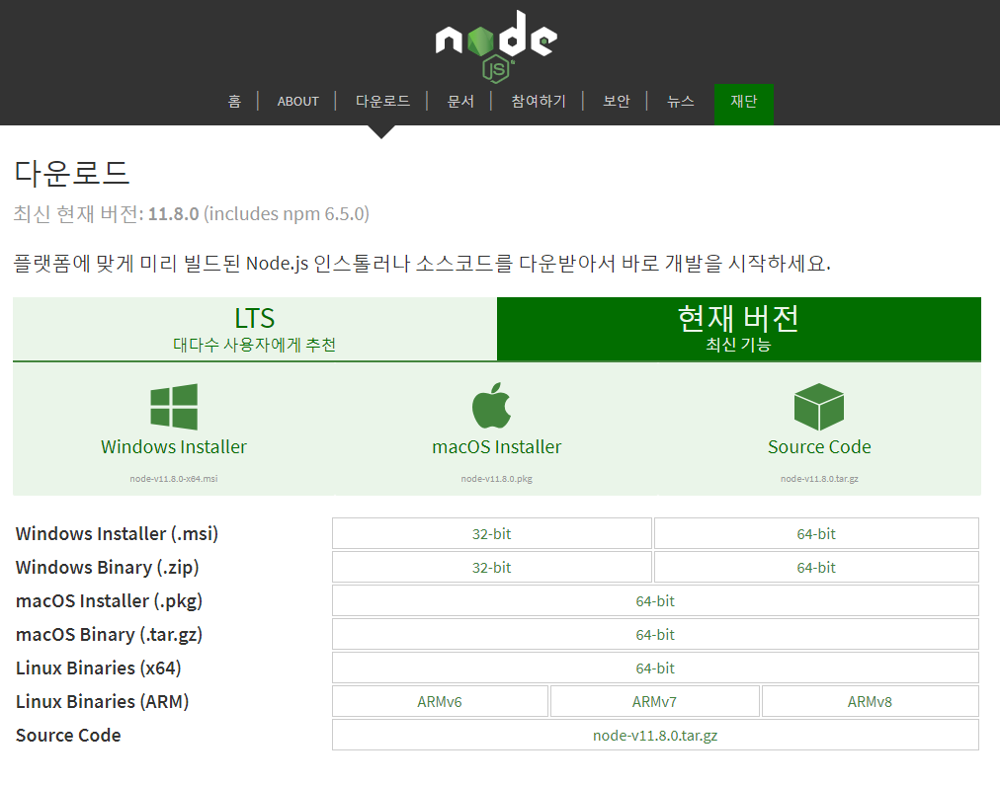 node
JS
홈 ABOUT 다운로드 문서 참여하기 보안 뉴스 재단
다운로드
최신 현재 버전: 11.8.0 (includes npm 6.5.0)
플랫폼에 맞게 미리 빌드된 Node.js 인스톨러나 소스코드를 다운받아서 바로 개발을 시작하세요.
LTS 현재 버전
대다수 사용자에게 추천 최신 기능
Windows Installer macOS Installer Source Code
node-v11.8.0-x64.msi node-v11.8.0.pkg node-v11.8.0.tar.gz
Windows Installer (.msi) 32-bit 64-bit
Windows Binary (.zip) 32-bit 64-bit
macOS Installer (.pkg) 64-bit
macOS Binary (.tar.gz) 64-bit
Linux Binaries (x64) 64-bit
Linux Binaries (ARM) ARMv6 ARMv7 ARMv8
Source Code node-v11.8.0.tar.gz